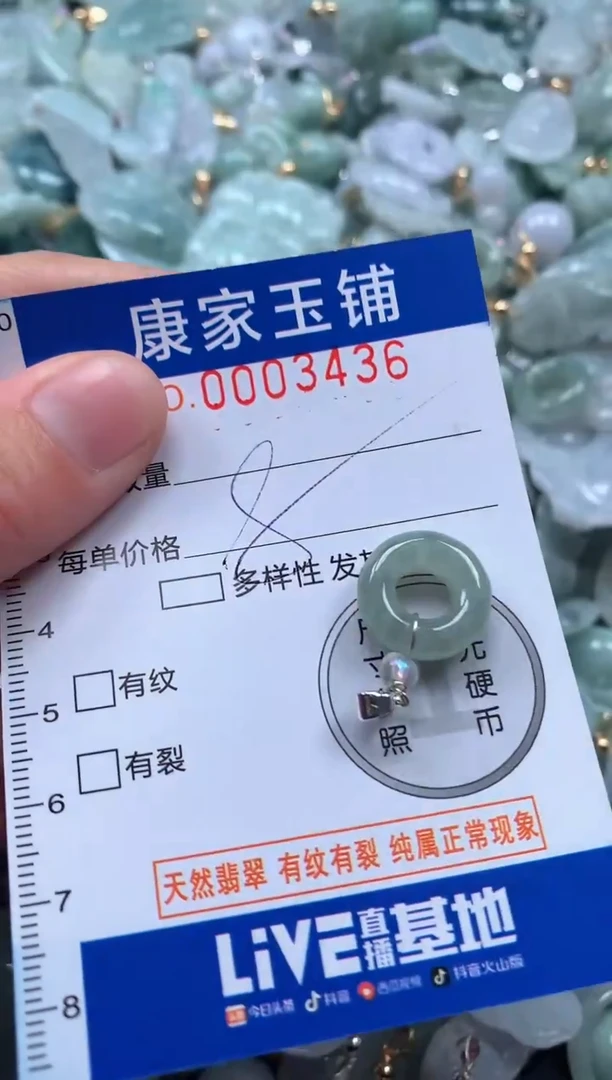 康家玉铺
0
o.0003436
量
8
每单价格
多样性 发
4
有纹
元硬币
照
5
有裂
6
天然翡翠 有纹有裂 纯属正常现象
7
LiVE直播基地
8
今日头条 抖音 西瓜视频 抖音火山版